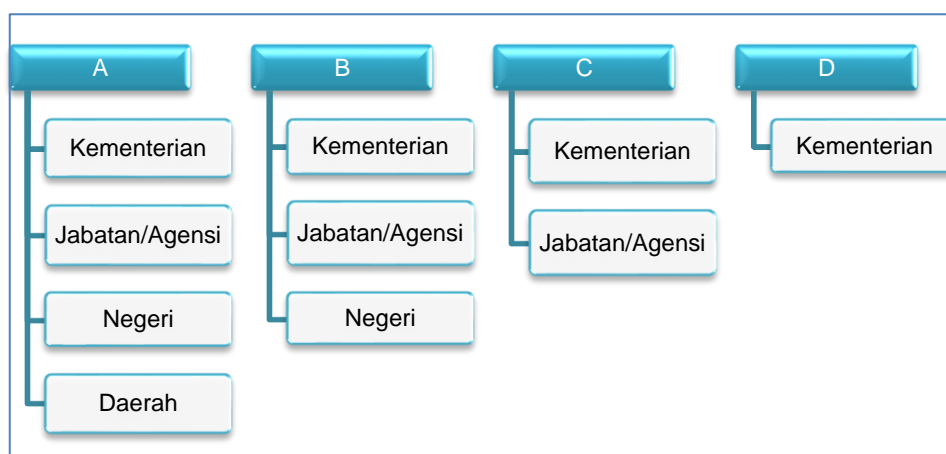 A
Kementerian
Jabatan/Agensi
Negeri
Daerah
B
Kementerian
Jabatan/Agensi
Negeri
C
Kementerian
Jabatan/Agensi
D
Kementerian